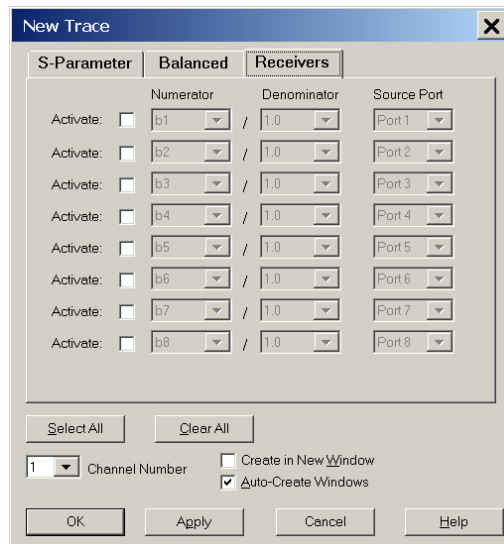 New Trace
S-Parameter Balanced Receivers
Numerator Denominator Source Port
Activate: b1 / 1.0 Port 1
Activate: b2 / 1.0 Port 2
Activate: b3 / 1.0 Port 3
Activate: b4 / 1.0 Port 4
Activate: b5 / 1.0 Port 5
Activate: b6 / 1.0 Port 6
Activate: b7 / 1.0 Port 7
Activate: b8 / 1.0 Port 8
Select All Clear All
1 Channel Number Create in New Window
Auto-Create Windows
OK Apply Cancel Help